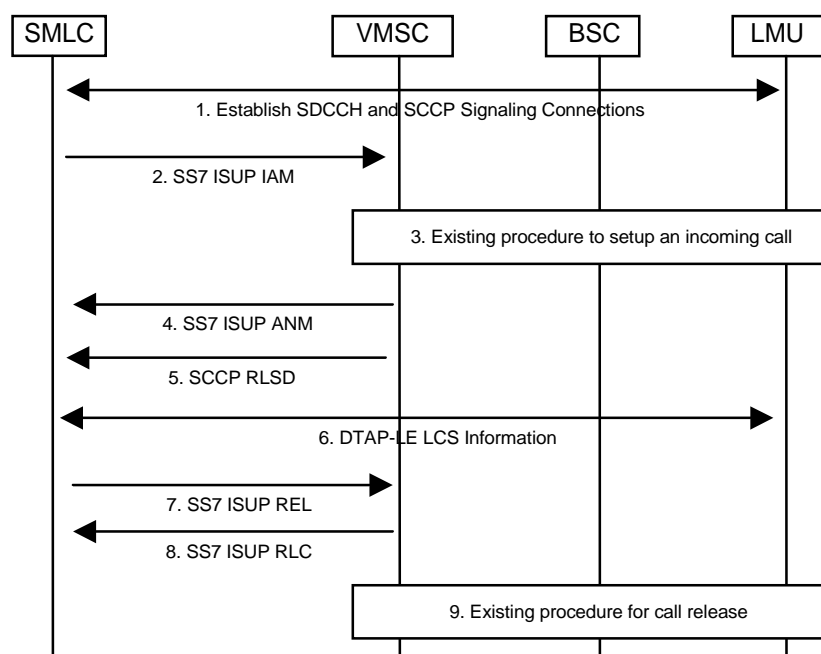 SMLC
VMSC
BSC
LMU
1. Establish SDCCH and SCCP Signaling Connections
2. SS7 ISUP IAM
3. Existing procedure to setup an incoming call
4. SS7 ISUP ANM
5. SCCP RLSD
6. DTAP-LE LCS Information
7. SS7 ISUP REL
8. SS7 ISUP RLC
9. Existing procedure for call release